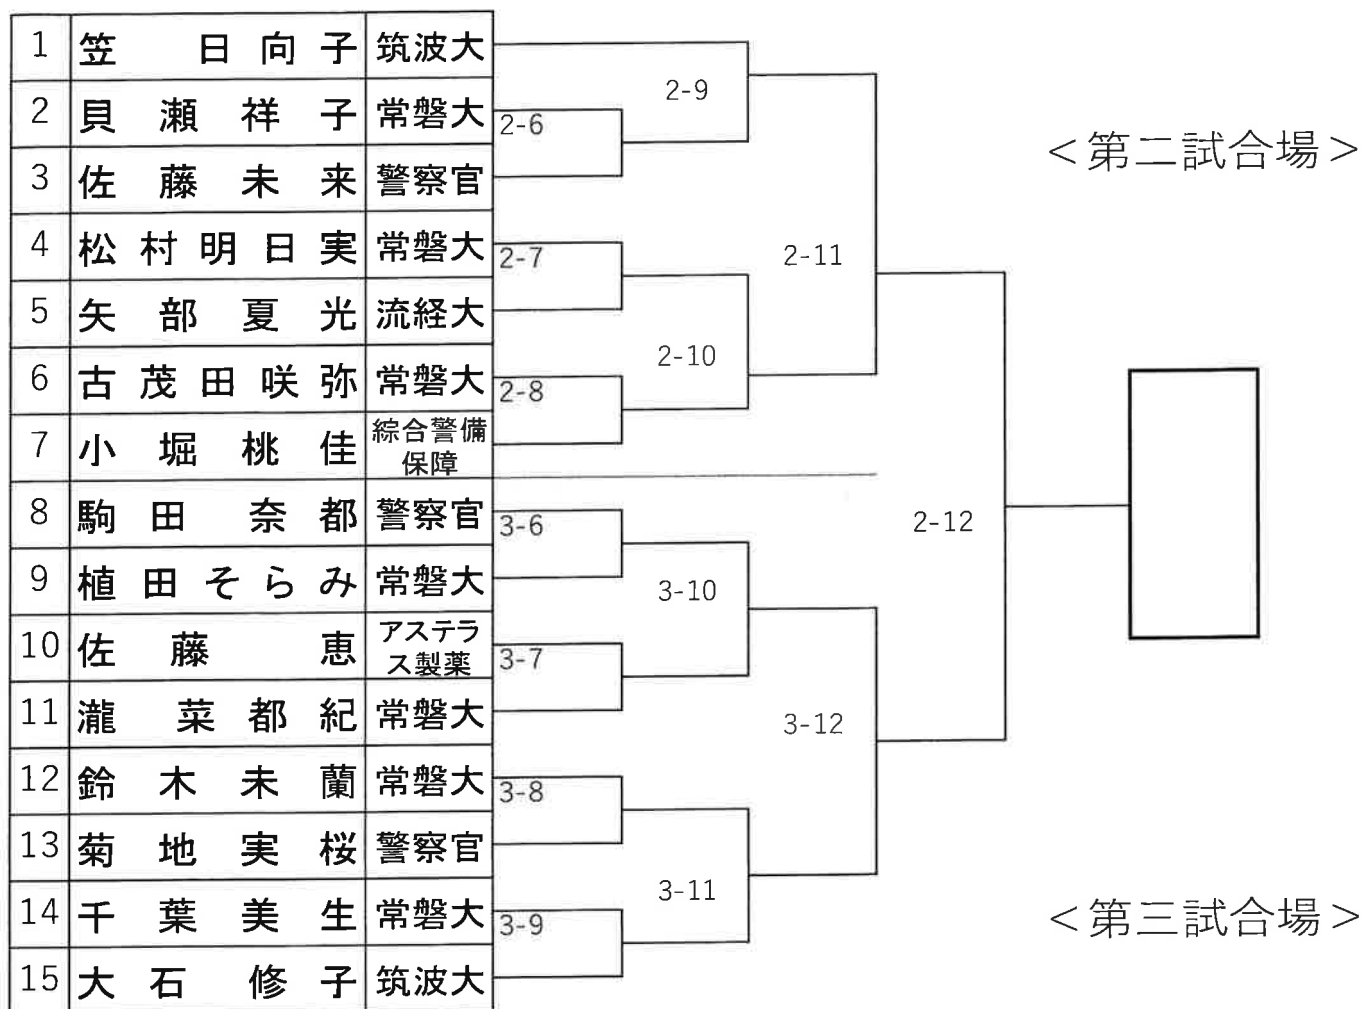 1 笠 日向子 筑波大
2 貝瀬祥子 常磐大
3 佐藤未来 警察官
4 松村明日実 常磐大
5 矢部夏光 流経大
6 古茂田咲弥 常磐大
7 小堀桃佳 綜合警備
保障
8 駒田 奈都 警察官
9 植田そらみ 常磐大
10 佐藤 恵 アステラ
ス製薬
11 瀧 菜都紀 常磐大
12 鈴木未蘭 常磐大
13 菊地実桜 警察官
14 千葉美生 常磐大
15 大石 修子 筑波大
2-6
2-7
2-8
2-9
2-10
2-11
2-12
3-6
3-7
3-8
3-9
3-10
3-11
3-12
<第二試合場>
<第三試合場>